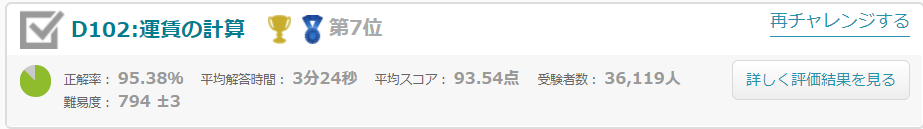 D102:運賃の計算 第7位 再チャレンジする
正解率： 95.38% 平均解答時間： 3分24秒 平均スコア： 93.54点 受験者数： 36,119人 詳しく評価結果を見る
難易度： 794 ±3